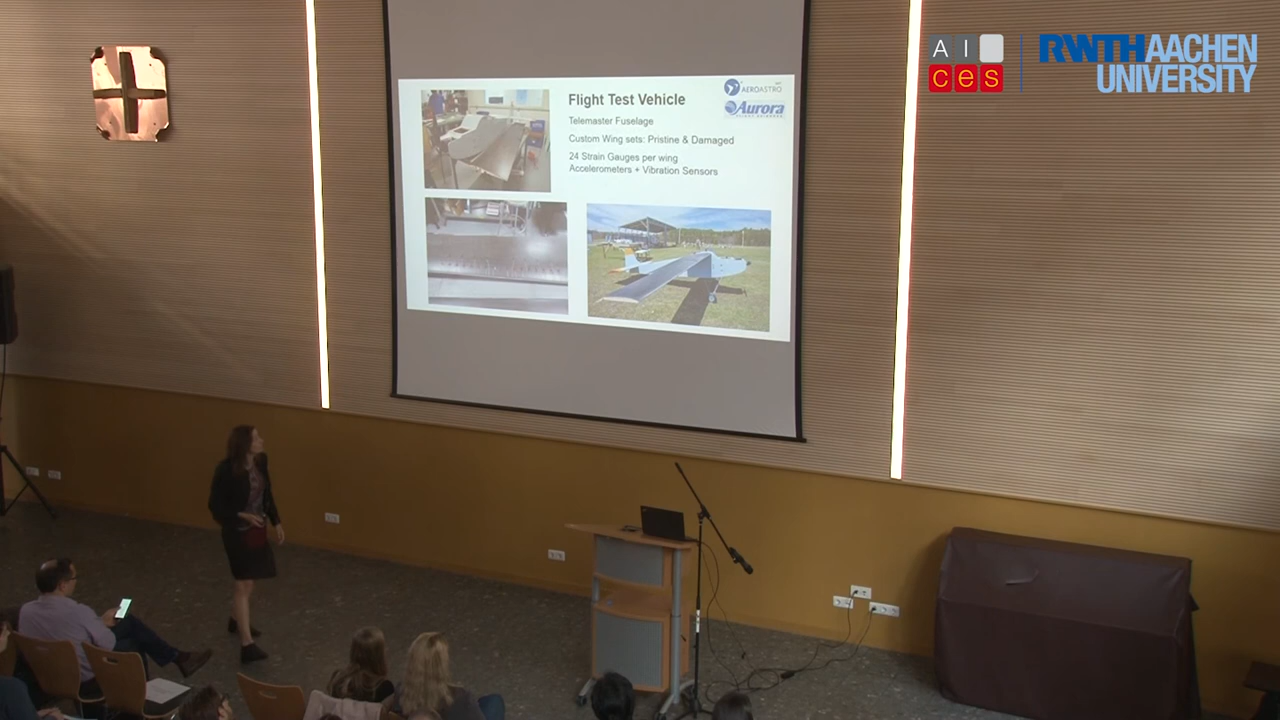 AI
ces
RWTHAACHEN
UNIVERSITY
Flight Test Vehicle
AEROASTRO
Aurora
Telemaster Fuselage
Custom Wing sets: Pristine & Damaged
24 Strain Gauges per wing
Accelerometers + Vibration Sensors